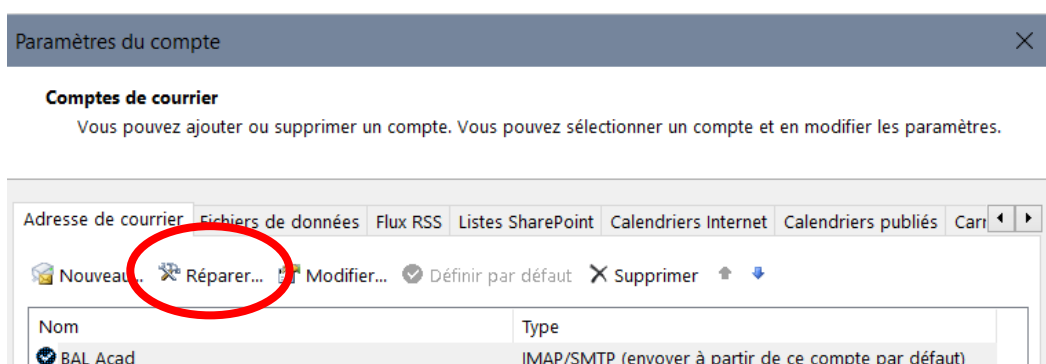 Paramètres du compte
Comptes de courrier
Vous pouvez ajouter ou supprimer un compte. Vous pouvez sélectionner un compte et en modifier les paramètres.
Adresse de courrier Fichiers de données Flux RSS Listes SharePoint Calendriers Internet Calendriers publiés Carr
Nouveau... Réparer... Modifier... Définir par défaut Supprimer
Nom Type
BAL Acad IMAP/SMTP (envoyer à partir de ce compte par défaut)